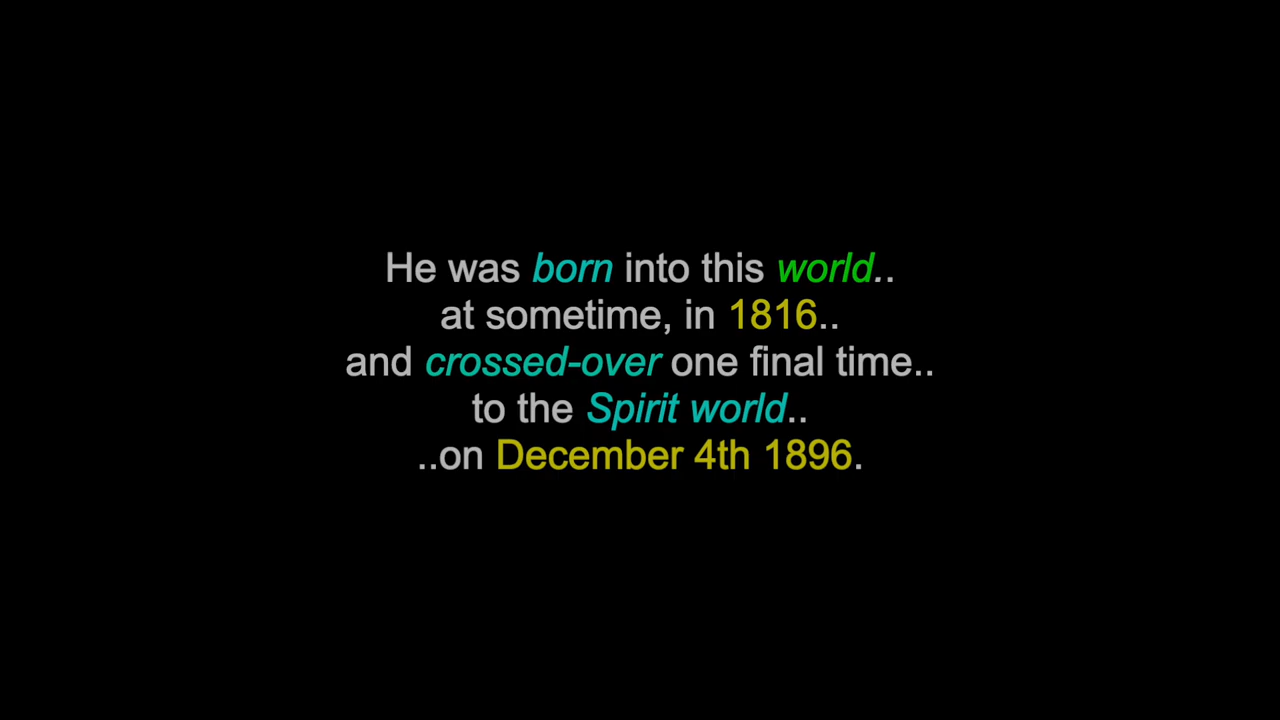 He was born into this world..
at sometime, in 1816..
and crossed-over one final time..
to the Spirit world..
..on December 4th 1896.